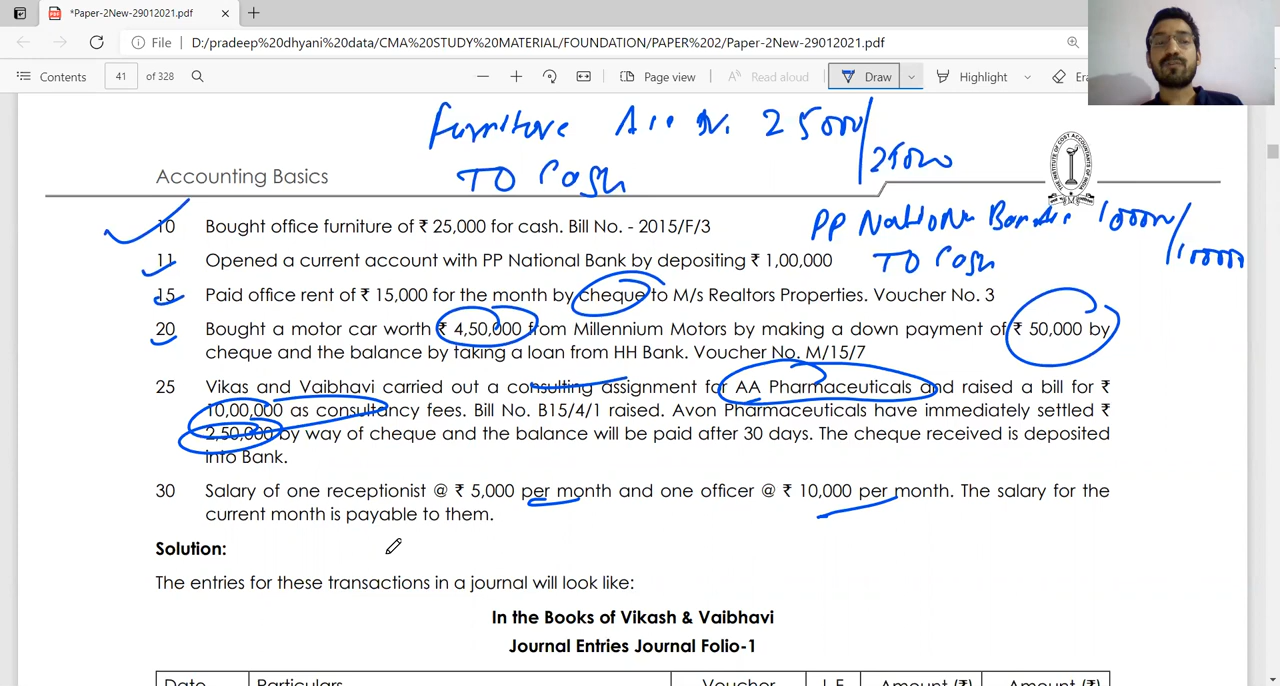 *Paper-2New-29012021.pdf
File D:/pradeep%20dhyani%20data/CMA%20STUDY%20MATERIAL/FOUNDATION/PAPER%202/Paper-2New-29012021.pdf
Contents 41 of 328 Page view Read aloud Draw Highlight Era
Furniture A/c Dr. 25000/
25000
TO Cash
Accounting Basics
PP National Bank A/c 100000/
TO Cash 100000
10 Bought office furniture of ₹ 25,000 for cash. Bill No. - 2015/F/3
11 Opened a current account with PP National Bank by depositing ₹ 1,00,000
15 Paid office rent of ₹ 15,000 for the month by cheque to M/s Realtors Properties. Voucher No. 3
20 Bought a motor car worth ₹ 4,50,000 from Millennium Motors by making a down payment of ₹ 50,000 by
cheque and the balance by taking a loan from HH Bank. Voucher No. M/15/7
25 Vikas and Vaibhavi carried out a consulting assignment for AA Pharmaceuticals and raised a bill for ₹
10,00,000 as consultancy fees. Bill No. B15/4/1 raised. Avon Pharmaceuticals have immediately settled ₹
2,50,000 by way of cheque and the balance will be paid after 30 days. The cheque received is deposited
into Bank.
30 Salary of one receptionist @ ₹ 5,000 per month and one officer @ ₹ 10,000 per month. The salary for the
current month is payable to them.
Solution:
The entries for these transactions in a journal will look like:
In the Books of Vikash & Vaibhavi
Journal Entries Journal Folio-1
Date Particulars Voucher L.F. Amount (₹) Amount (₹)